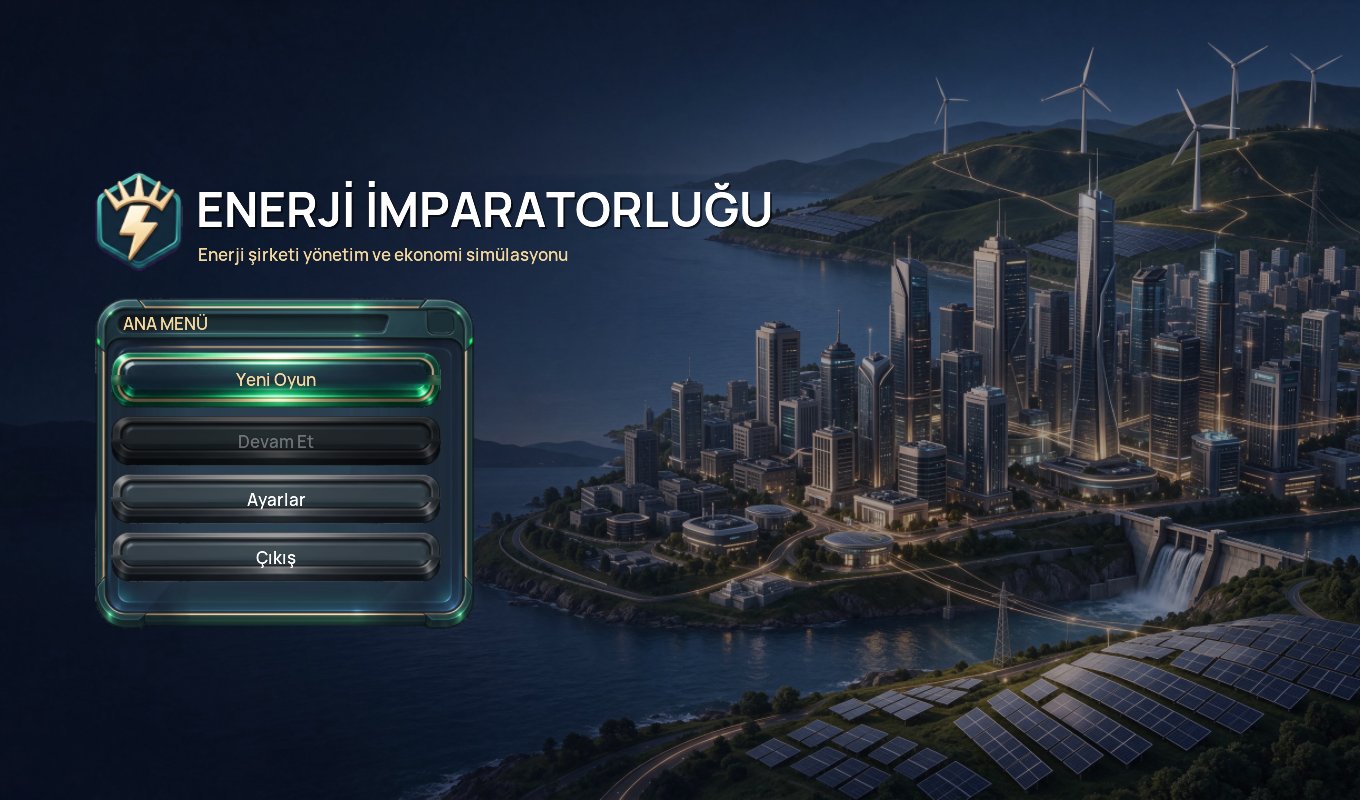 ENERJİ İMPARATORLUĞU
Enerji şirketi yönetim ve ekonomi simülasyonu
ANA MENÜ
Yeni Oyun
Devam Et
Ayarlar
Çıkış